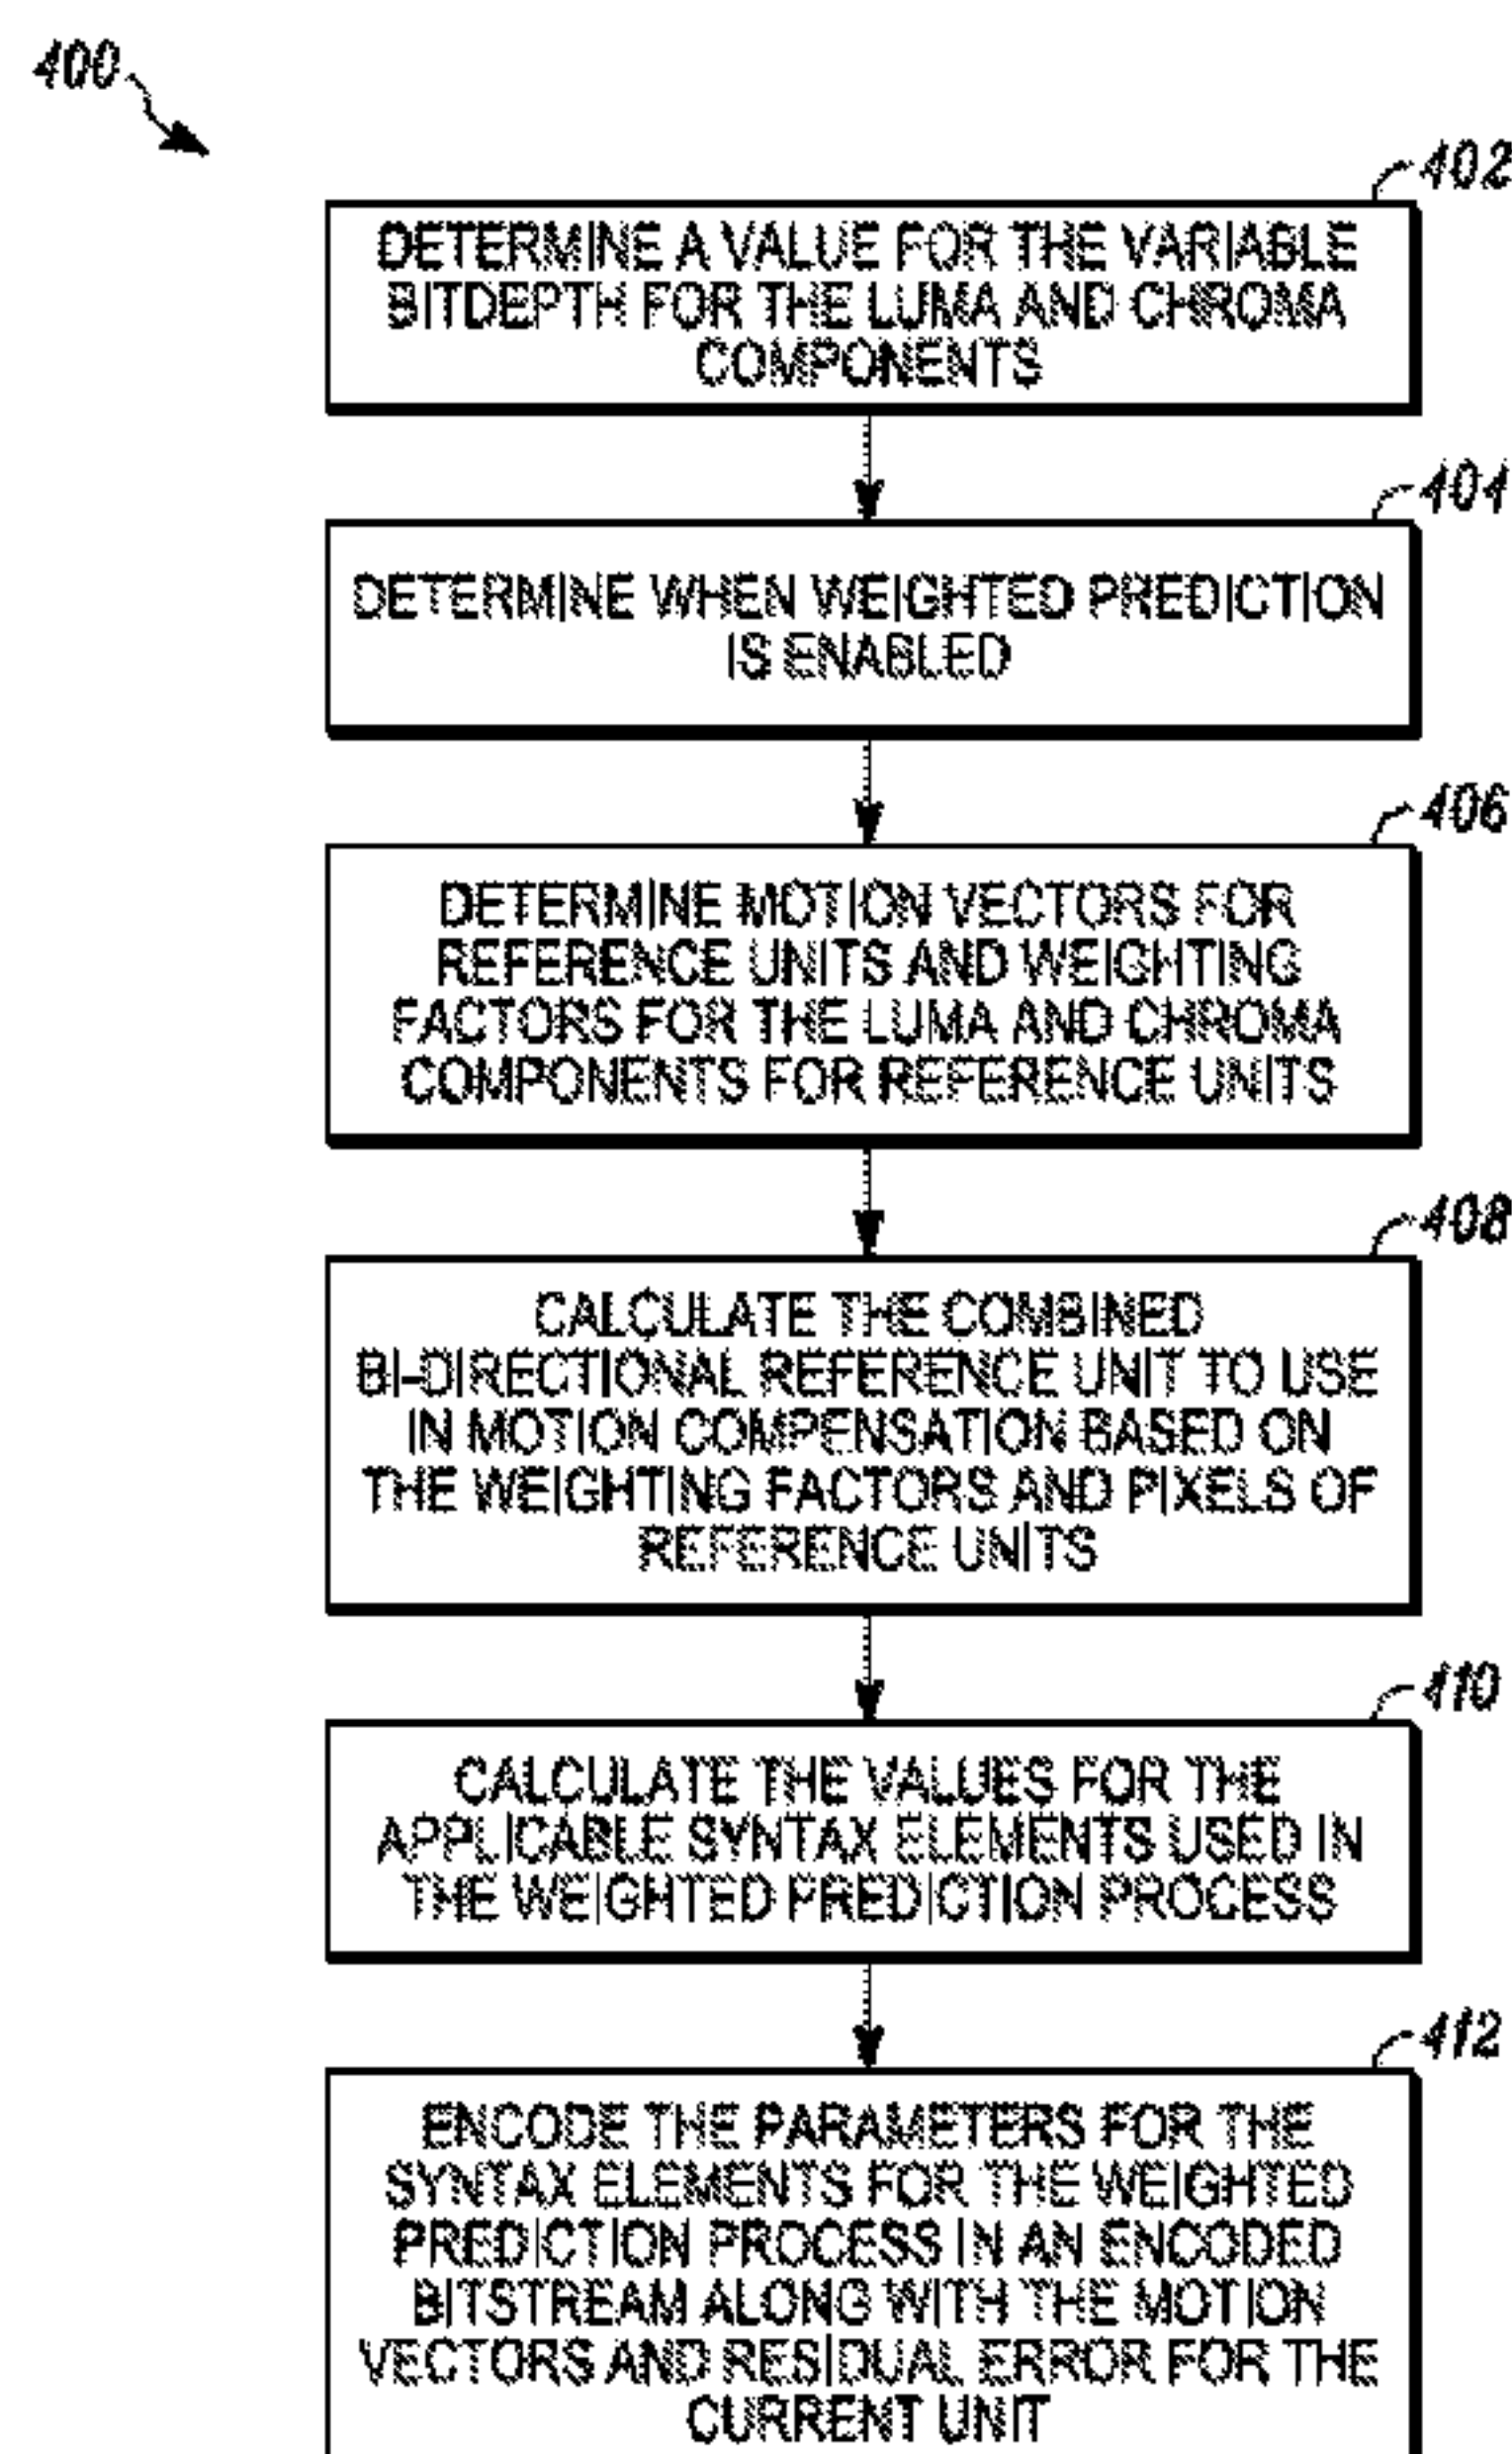 400
402
DETERMINE A VALUE FOR THE VARIABLE
BITDEPTH FOR THE LUMA AND CHROMA
COMPONENTS
404
DETERMINE WHEN WEIGHTED PREDICTION
IS ENABLED
406
DETERMINE MOTION VECTORS FOR
REFERENCE UNITS AND WEIGHTING
FACTORS FOR THE LUMA AND CHROMA
COMPONENTS FOR REFERENCE UNITS
408
CALCULATE THE COMBINED
BI-DIRECTIONAL REFERENCE UNIT TO USE
IN MOTION COMPENSATION BASED ON
THE WEIGHTING FACTORS AND PIXELS OF
REFERENCE UNITS
410
CALCULATE THE VALUES FOR THE
APPLICABLE SYNTAX ELEMENTS USED IN
THE WEIGHTED PREDICTION PROCESS
412
ENCODE THE PARAMETERS FOR THE
SYNTAX ELEMENTS FOR THE WEIGHTED
PREDICTION PROCESS IN AN ENCODED
BITSTREAM ALONG WITH THE MOTION
VECTORS AND RESIDUAL ERROR FOR THE
CURRENT UNIT